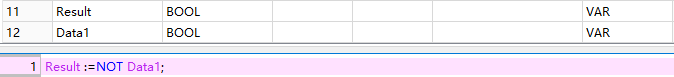 11 Result BOOL VAR
12 Data1 BOOL VAR
1 Result :=NOT Data1;